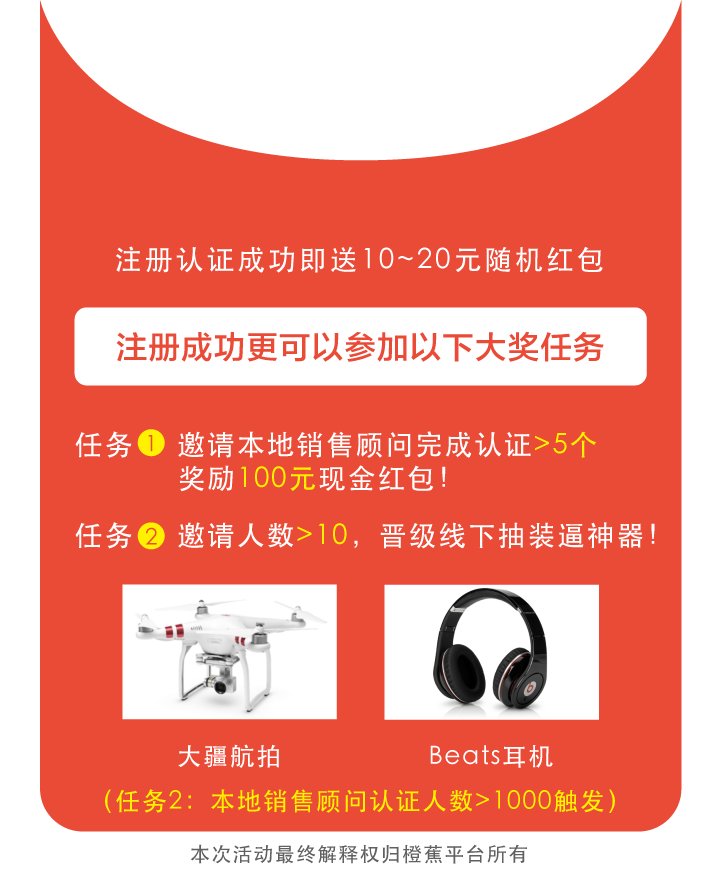 注册认证成功即送10~20元随机红包
注册成功更可以参加以下大奖任务
任务1 邀请本地销售顾问完成认证>5个
奖励100元现金红包！
任务2 邀请人数>10，晋级线下抽装逼神器！
大疆航拍
Beats耳机
（任务2：本地销售顾问认证人数>1000触发）
本次活动最终解释权归橙蕉平台所有